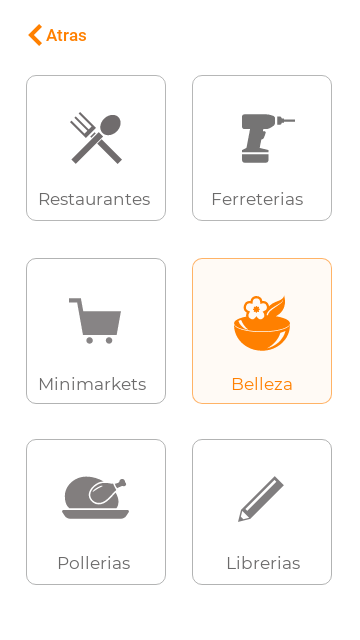 Atras
Restaurantes
Ferreterias
Minimarkets
Belleza
Pollerias
Librerias